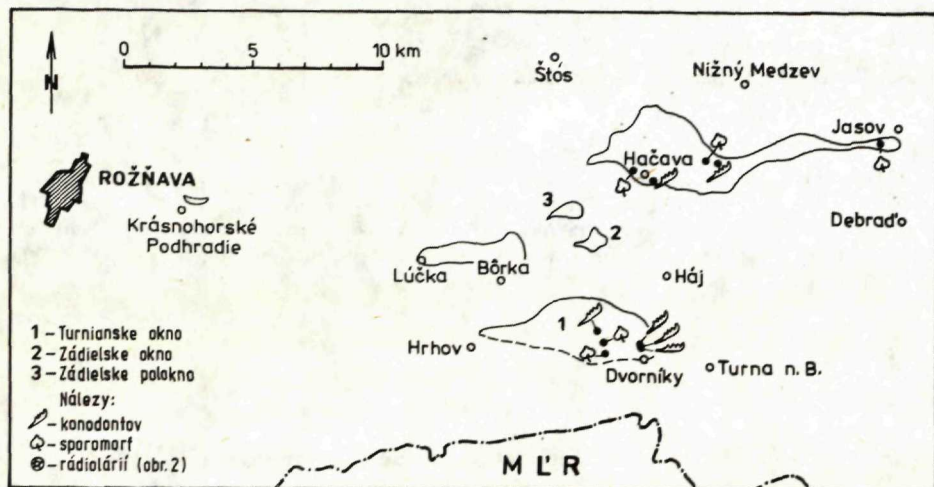 0 5 10 km
N
Štós
Nižný Medzev
Jasov
Hačava
ROŽŇAVA
Krásnohorské
Podhradie
3
2
Debraď
Lúčka
Bôrka
Háj
1
Hrhov
Dvorníky
Turna n. B.
1 – Turnianske okno
2 – Zádielske okno
3 – Zádielske polokno
Nálezy:
– konodontov
– sporomorf
– rádiolárií (obr. 2)
M Ľ R